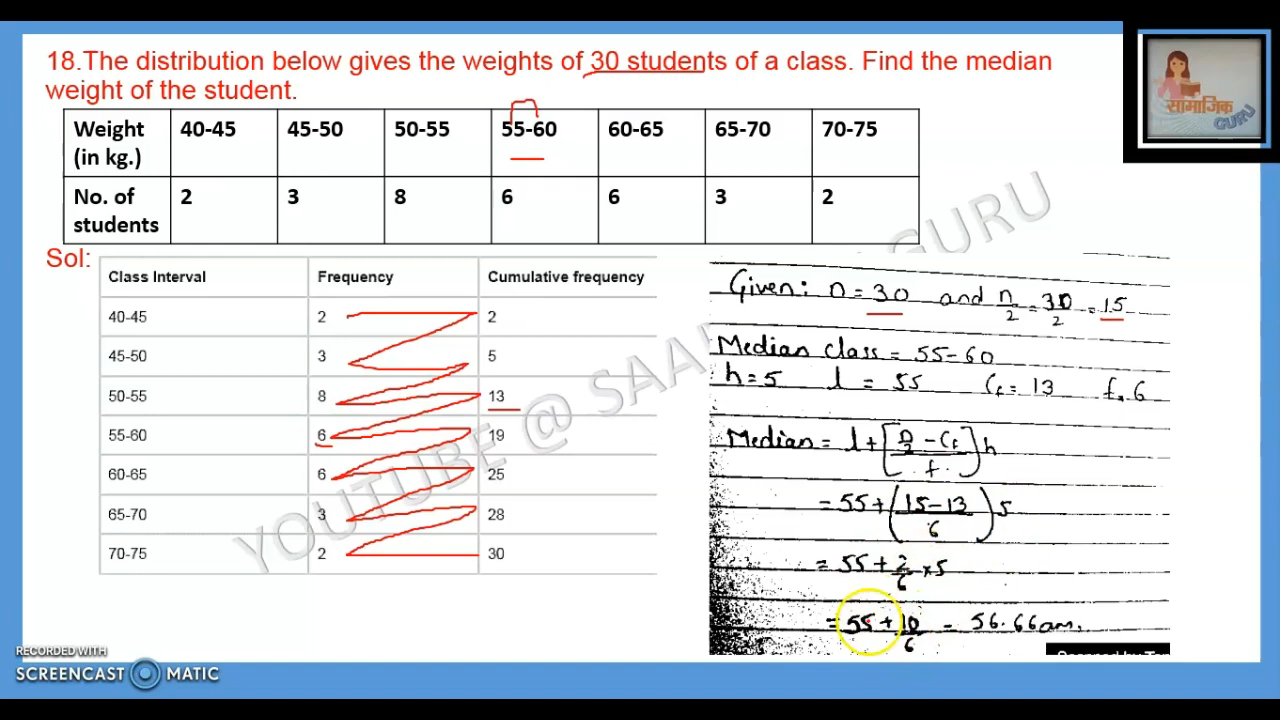 18.The distribution below gives the weights of 30 students of a class. Find the median
weight of the student.
सामाजिक
GURU
Weight (in kg.) 40-45 45-50 50-55 55-60 60-65 65-70 70-75
No. of students 2 3 8 6 6 3 2
Sol:
Class Interval Frequency Cumulative frequency
40-45 2 2
45-50 3 5
50-55 8 13
55-60 6 19
60-65 6 25
65-70 3 28
70-75 2 30
YOUTUBE @ SAA GURU
Given: n = 30 and n/2 = 30/2 = 15
Median class = 55-60
h = 5 l = 55 Cf = 13 f = 6
Median = l + [n/2 - Cf / f] h
= 55 + (15-13 / 6) 5
= 55 + 2/6 × 5
= 55 + 10/6 = 56.66 am.
RECORDED WITH
SCREENCAST MATIC